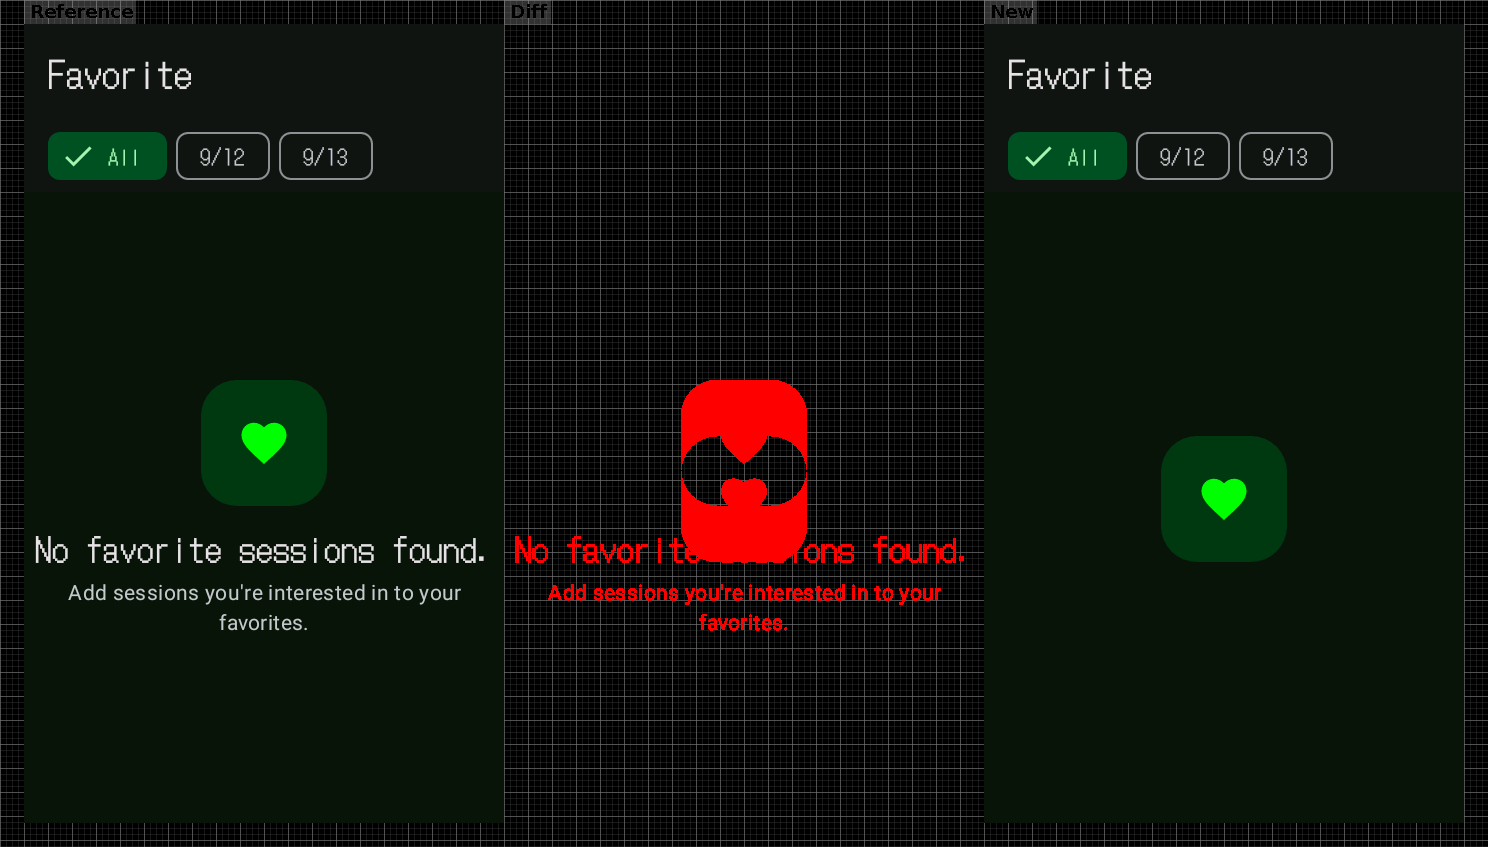 Reference
Diff
New
Favorite
All
9/12
9/13
No favorite sessions found.
Add sessions you're interested in to your
favorites.
No favorite sessions found.
Add sessions you're interested in to your
favorites.
Favorite
All
9/12
9/13